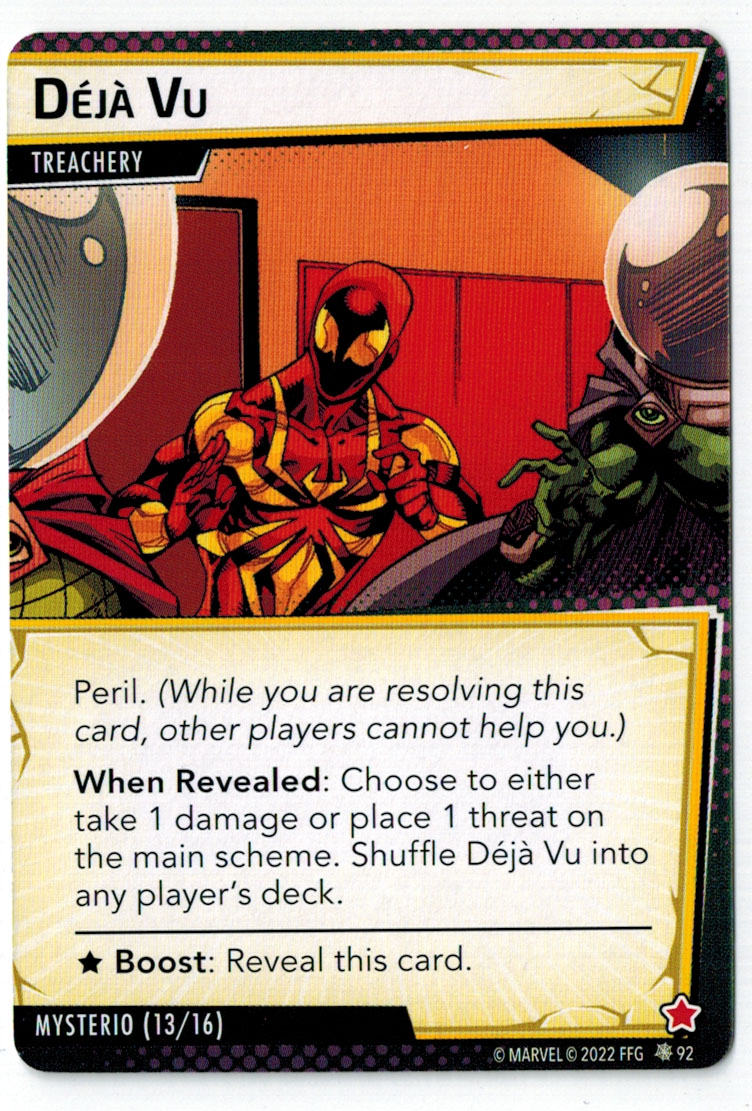 DÉJÀ VU
TREACHERY
Peril. (While you are resolving this
card, other players cannot help you.)
When Revealed: Choose to either
take 1 damage or place 1 threat on
the main scheme. Shuffle Déjà Vu into
any player’s deck.
★ Boost: Reveal this card.
MYSTERIO (13/16)
© MARVEL © 2022 FFG 92